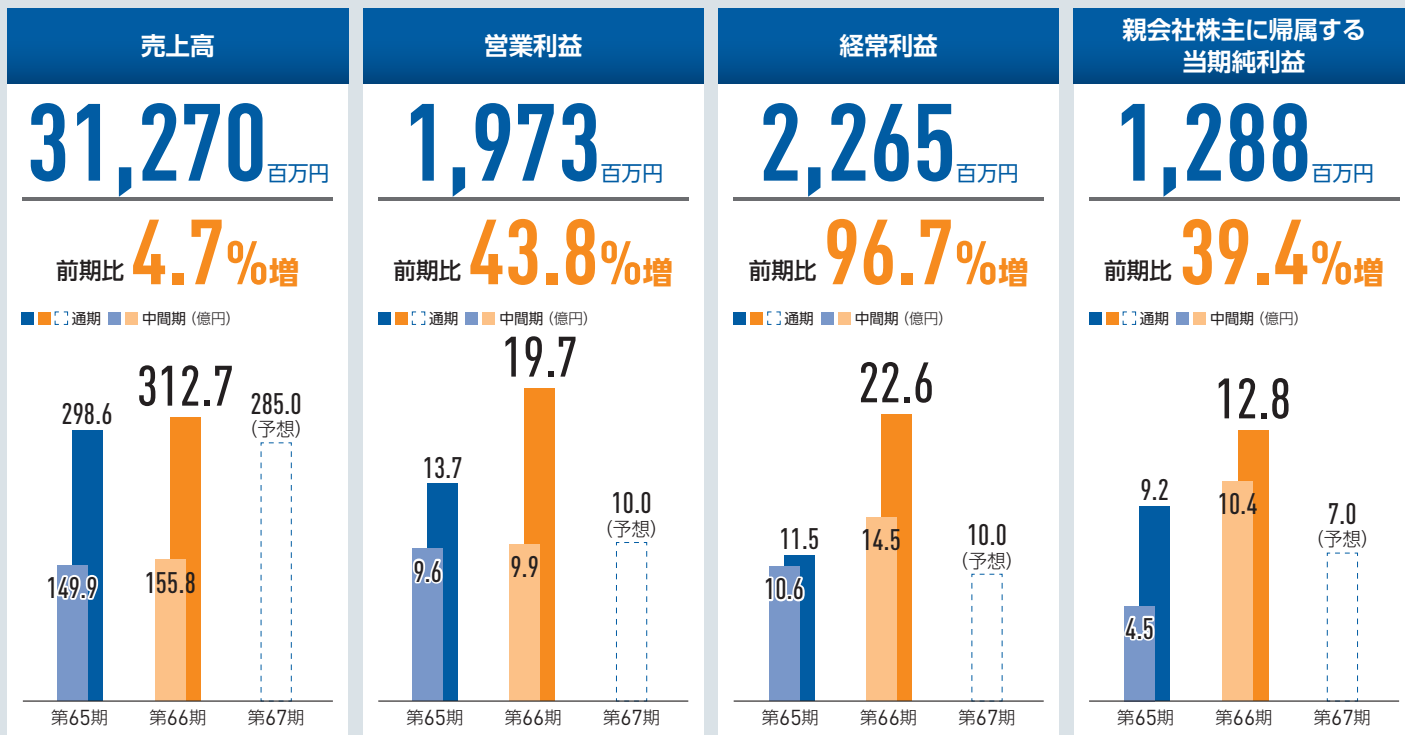 売上高
31,270百万円
前期比 4.7%増
通期 中間期 (億円)
298.6
149.9
312.7
155.8
285.0
(予想)
第65期 第66期 第67期
営業利益
1,973百万円
前期比 43.8%増
通期 中間期 (億円)
13.7
9.6
19.7
9.9
10.0
(予想)
第65期 第66期 第67期
経常利益
2,265百万円
前期比 96.7%増
通期 中間期 (億円)
11.5
10.6
22.6
14.5
10.0
(予想)
第65期 第66期 第67期
親会社株主に帰属する
当期純利益
1,288百万円
前期比 39.4%増
通期 中間期 (億円)
9.2
4.5
12.8
10.4
7.0
(予想)
第65期 第66期 第67期